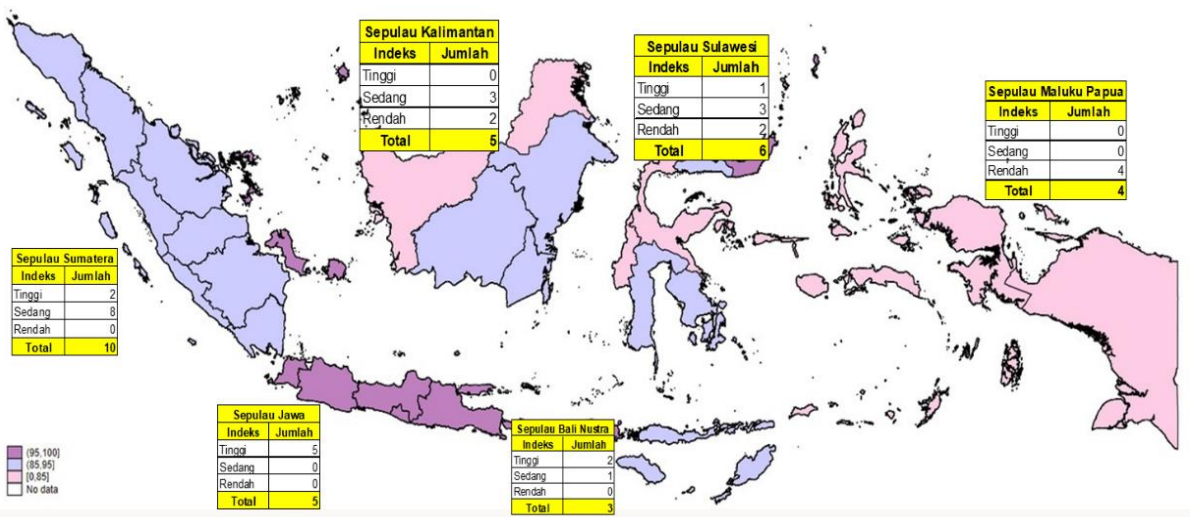 Sepulau Kalimantan
Indeks Jumlah
Tinggi 0
Sedang 3
Rendah 2
Total 5
Sepulau Sulawesi
Indeks Jumlah
Tinggi 1
Sedang 3
Rendah 2
Total 6
Sepulau Maluku Papua
Indeks Jumlah
Tinggi 0
Sedang 0
Rendah 4
Total 4
Sepulau Sumatera
Indeks Jumlah
Tinggi 2
Sedang 8
Rendah 0
Total 10
Sepulau Jawa
Indeks Jumlah
Tinggi 5
Sedang 0
Rendah 0
Total 5
Sepulau Bali Nustra
Indeks Jumlah
Tinggi 2
Sedang 1
Rendah 0
Total 3
(95,100]
(85,95]
[0,85]
No data